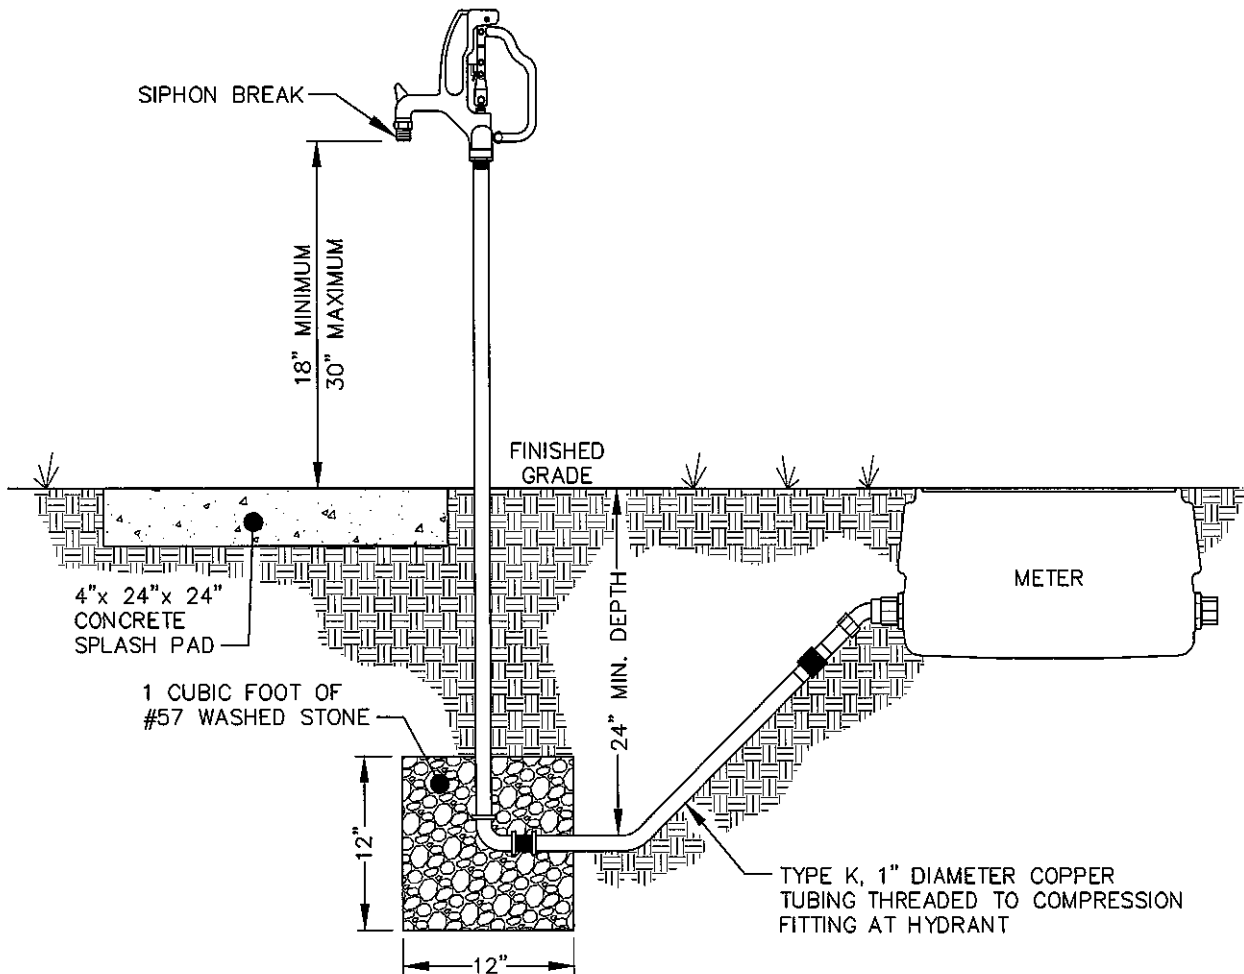 SIPHON BREAK
18" MINIMUM
30" MAXIMUM
FINISHED
GRADE
4"x 24"x 24"
CONCRETE
SPLASH PAD
METER
24" MIN. DEPTH
1 CUBIC FOOT OF
#57 WASHED STONE
12"
12"
TYPE K, 1" DIAMETER COPPER
TUBING THREADED TO COMPRESSION
FITTING AT HYDRANT